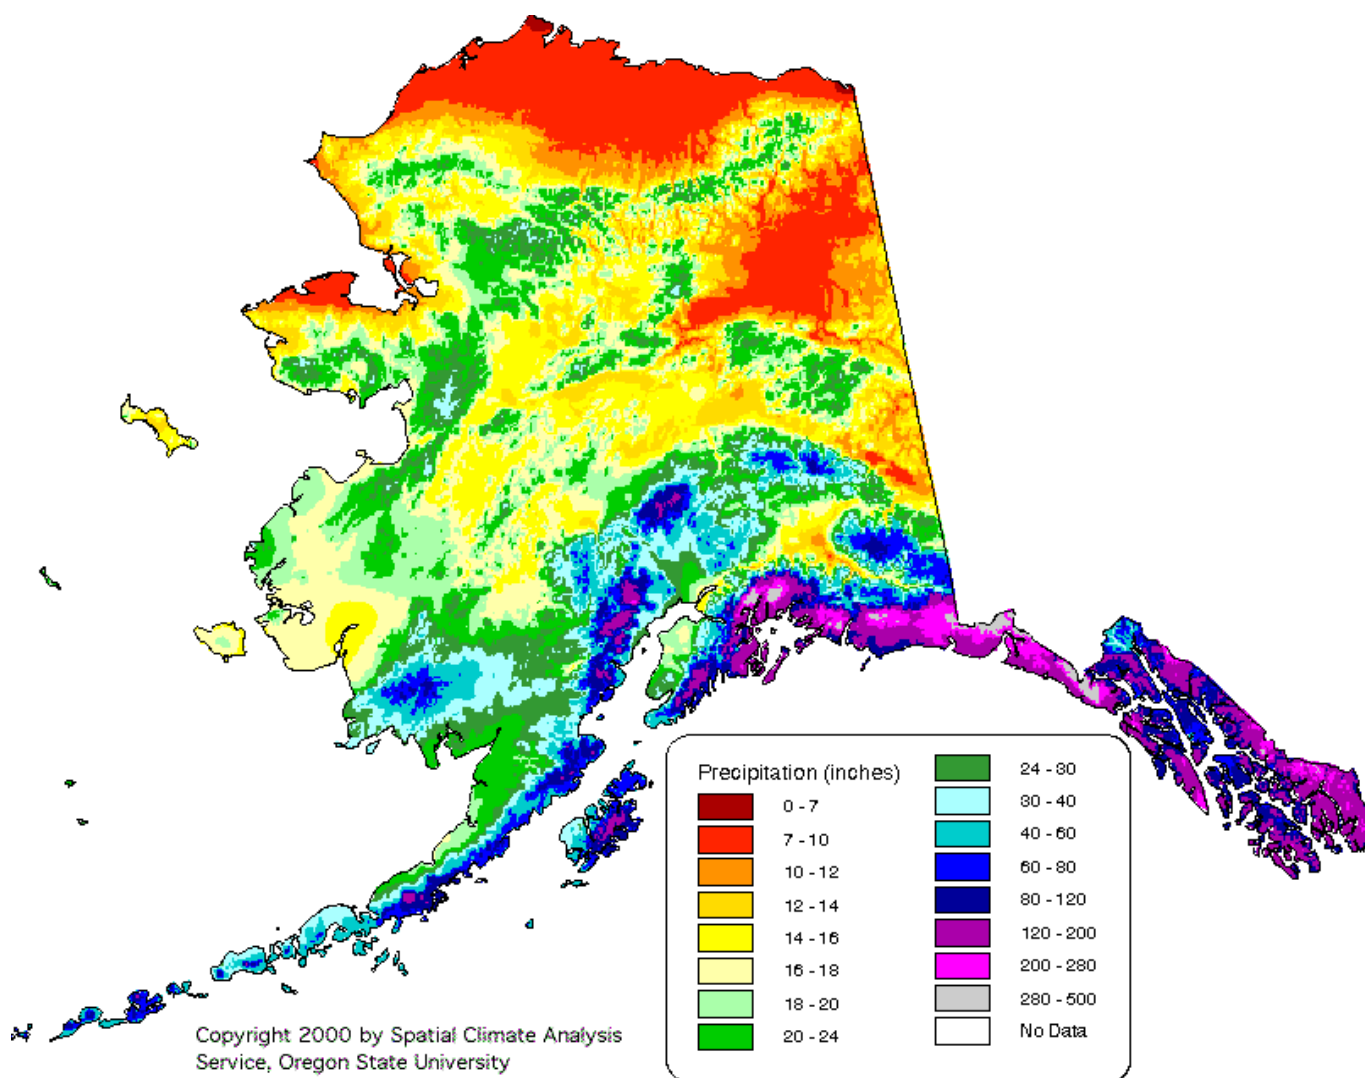 Precipitation (inches)
0 - 7
7 - 10
10 - 12
12 - 14
14 - 16
16 - 18
18 - 20
20 - 24
24 - 30
30 - 40
40 - 60
60 - 80
80 - 120
120 - 200
200 - 280
280 - 500
No Data
Copyright 2000 by Spatial Climate Analysis
Service, Oregon State University